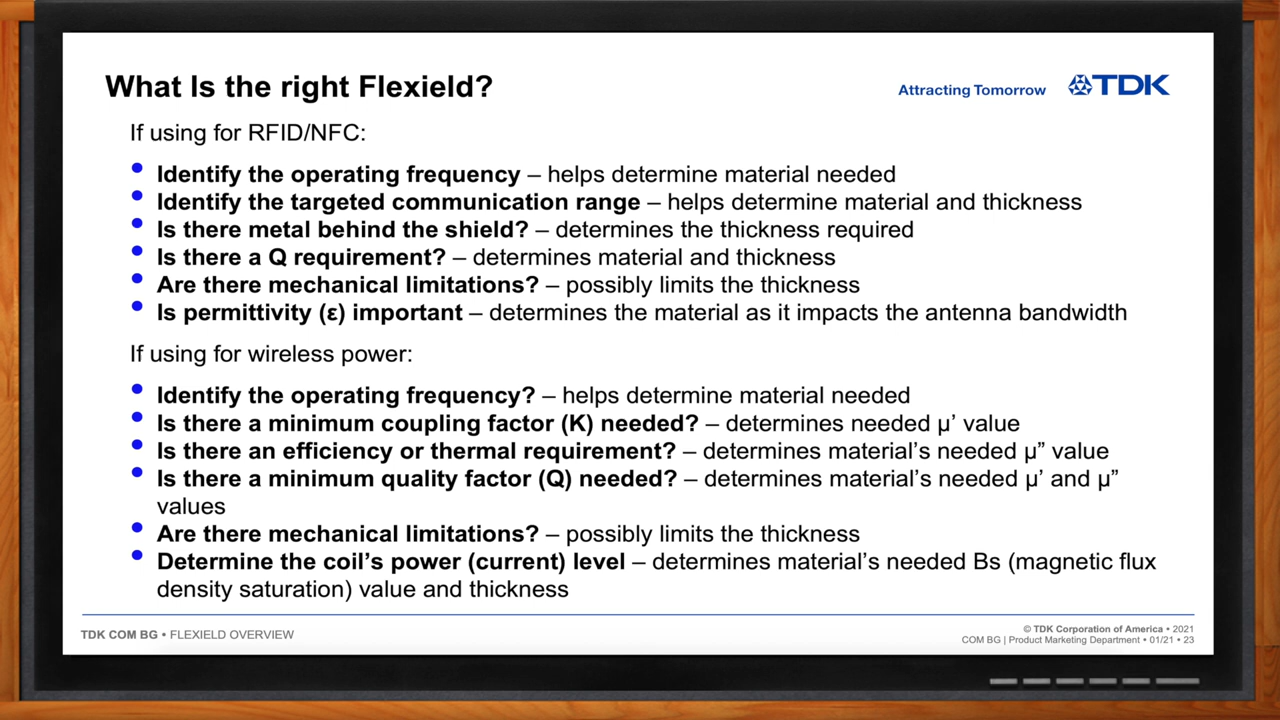 What Is the right Flexield?
Attracting Tomorrow
TDK
If using for RFID/NFC:
• Identify the operating frequency – helps determine material needed
• Identify the targeted communication range – helps determine material and thickness
• Is there metal behind the shield? – determines the thickness required
• Is there a Q requirement? – determines material and thickness
• Are there mechanical limitations? – possibly limits the thickness
• Is permittivity (ε) important – determines the material as it impacts the antenna bandwidth
If using for wireless power:
• Identify the operating frequency? – helps determine material needed
• Is there a minimum coupling factor (K) needed? – determines needed μ’ value
• Is there an efficiency or thermal requirement? – determines material’s needed μ” value
• Is there a minimum quality factor (Q) needed? – determines material’s needed μ’ and μ”
values
• Are there mechanical limitations? – possibly limits the thickness
• Determine the coil’s power (current) level – determines material’s needed Bs (magnetic flux
density saturation) value and thickness
TDK COM BG • FLEXIELD OVERVIEW
© TDK Corporation of America • 2021
COM BG | Product Marketing Department • 01/21 • 23